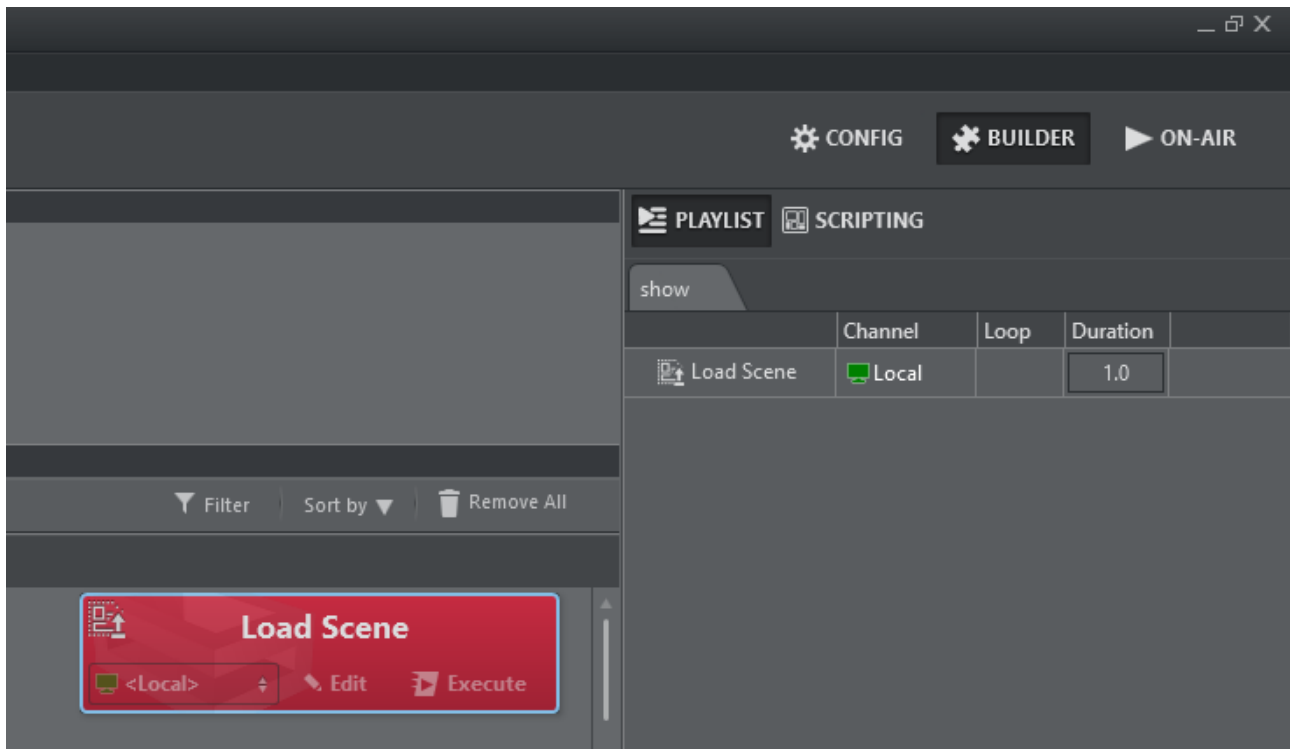 CONFIG BUILDER ON-AIR
PLAYLIST SCRIPTING
show
Channel Loop Duration
Load Scene Local 1.0
Filter Sort by Remove All
Load Scene
<Local> Edit Execute